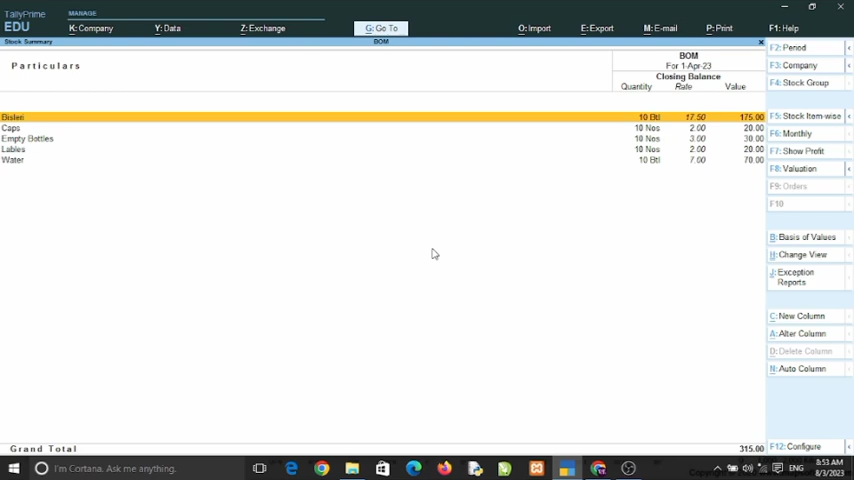 TallyPrime
EDU
MANAGE
K: Company Y: Data Z: Exchange G: Go To O: Import E: Export M: E-mail P: Print F1: Help
Stock Summary BOM
Particulars
BOM
For 1-Apr-23
Closing Balance
Quantity Rate Value
Bisleri 10 Btl 17.50 175.00
Caps 10 Nos 2.00 20.00
Empty Bottles 10 Nos 3.00 30.00
Lables 10 Nos 2.00 20.00
Water 10 Btl 7.00 70.00
Grand Total 315.00
F2: Period
F3: Company
F4: Stock Group
F5: Stock Item-wise
F6: Monthly
F7: Show Profit
F8: Valuation
F9: Orders
F10
B: Basis of Values
H: Change View
J: Exception
Reports
C: New Column
A: Alter Column
D: Delete Column
N: Auto Column
F12: Configure
I'm Cortana. Ask me anything.
ENG
8:53 AM
8/3/2023